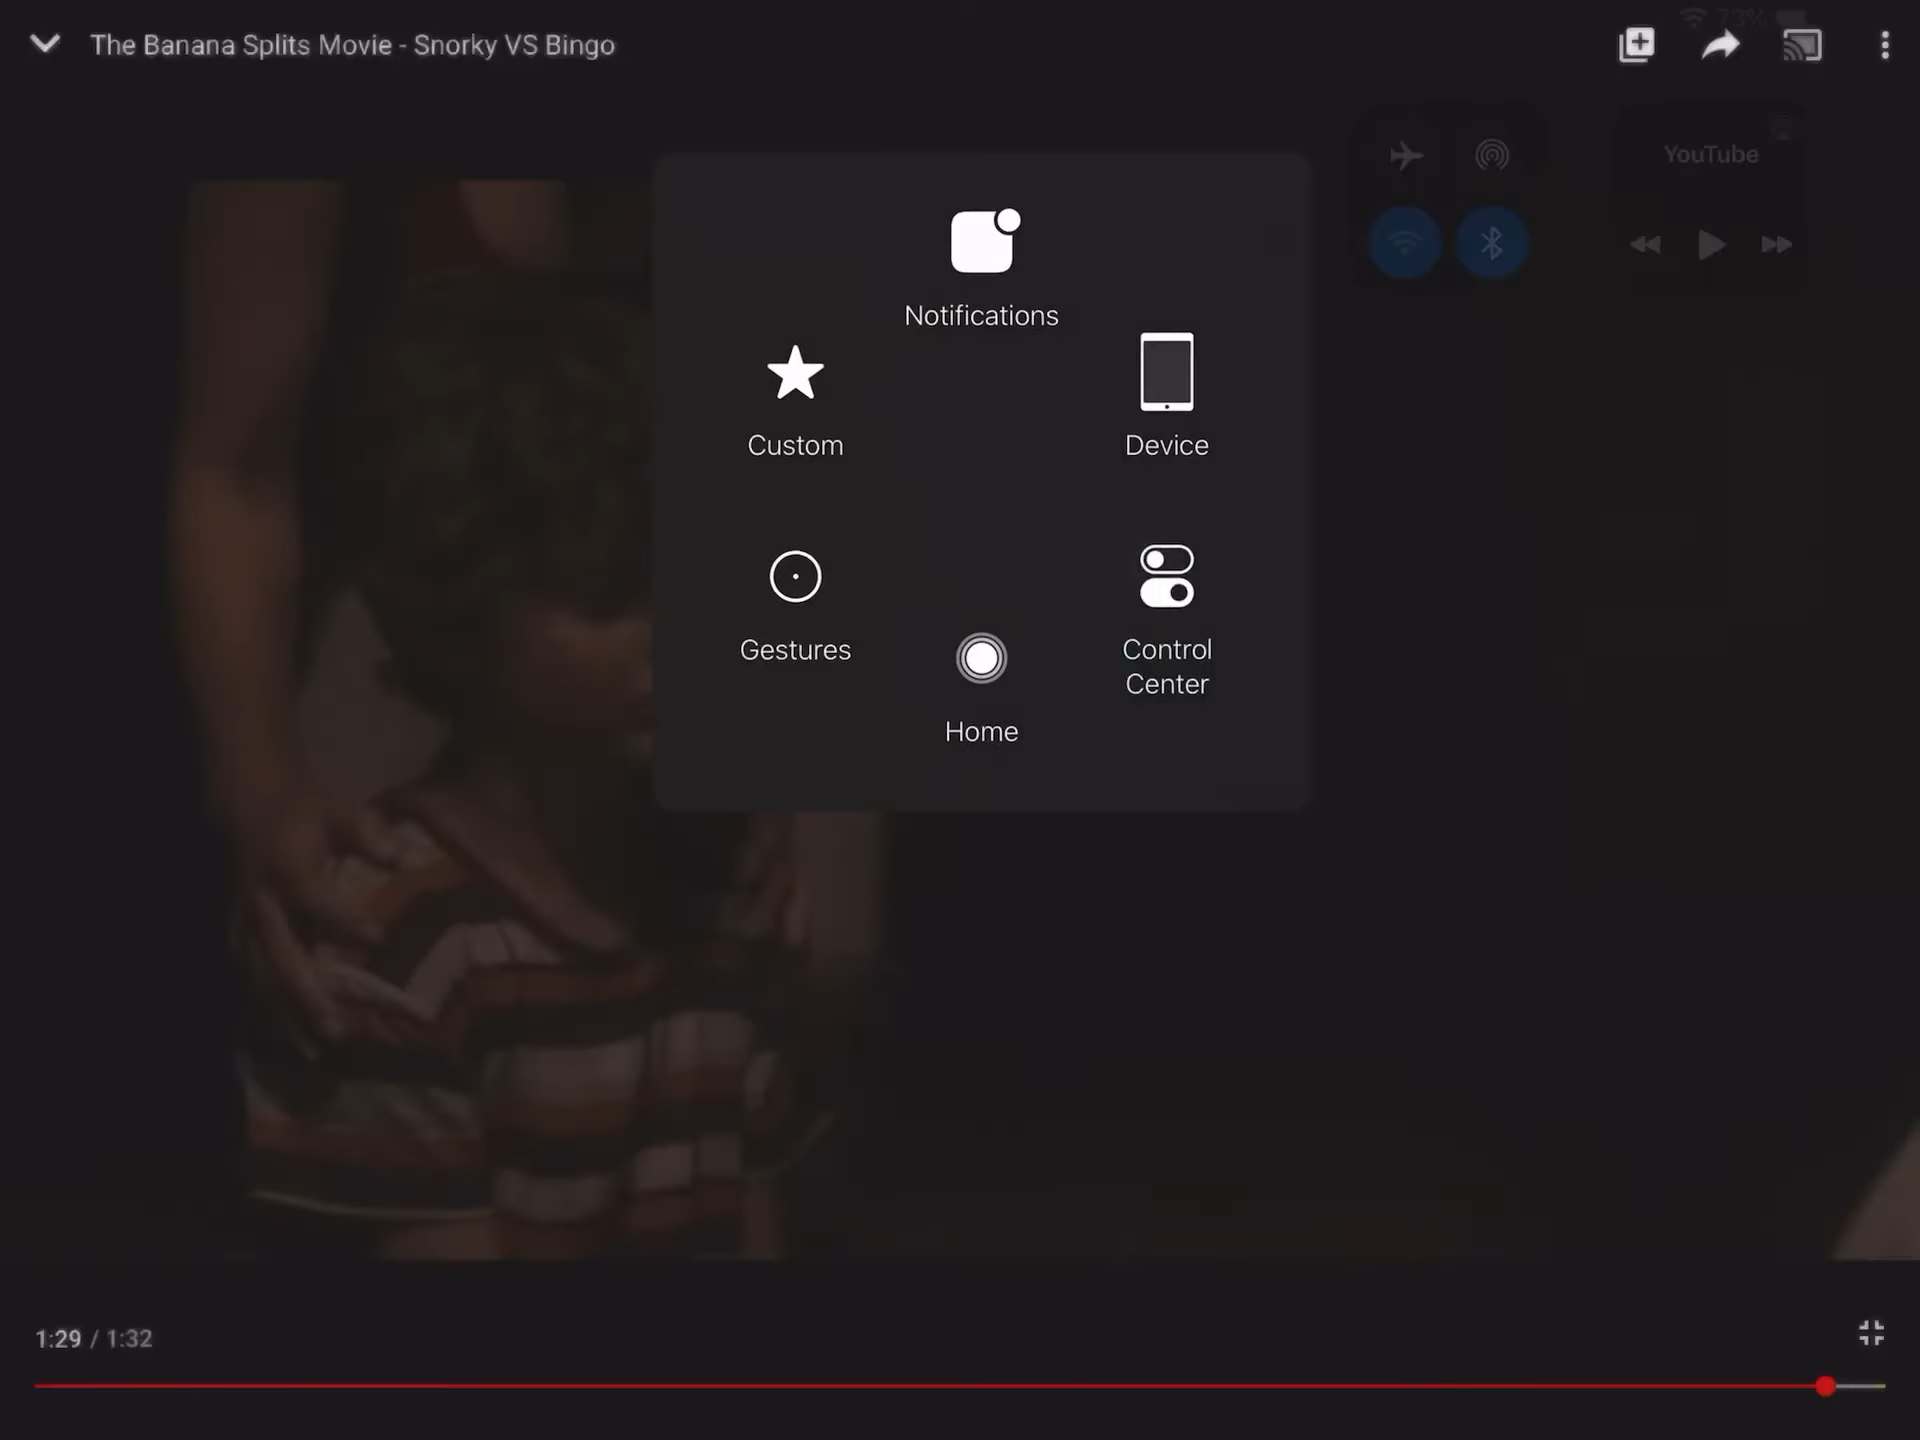 73%
The Banana Splits Movie - Snorky VS Bingo
YouTube
Notifications
Custom
Device
Gestures
Control
Center
Home
1:29 / 1:32